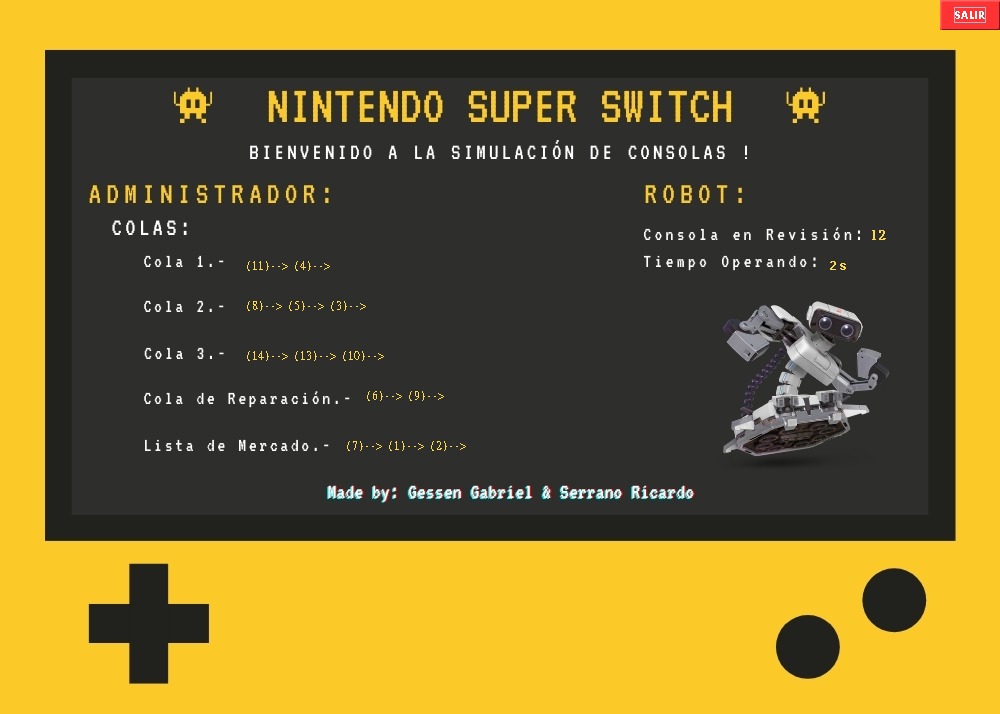 SALIR
NINTENDO SUPER SWITCH
BIENVENIDO A LA SIMULACIÓN DE CONSOLAS !
ADMINISTRADOR:
COLAS:
Cola 1.- (11)--> (4)-->
Cola 2.- (8)--> (5)--> (3)-->
Cola 3.- (14)--> (13)--> (10)-->
Cola de Reparación.- (6)--> (9)-->
Lista de Mercado.- (7)--> (1)--> (2)-->
ROBOT:
Consola en Revisión: 12
Tiempo Operando: 2s
Made by: Gessen Gabriel & Serrano Ricardo